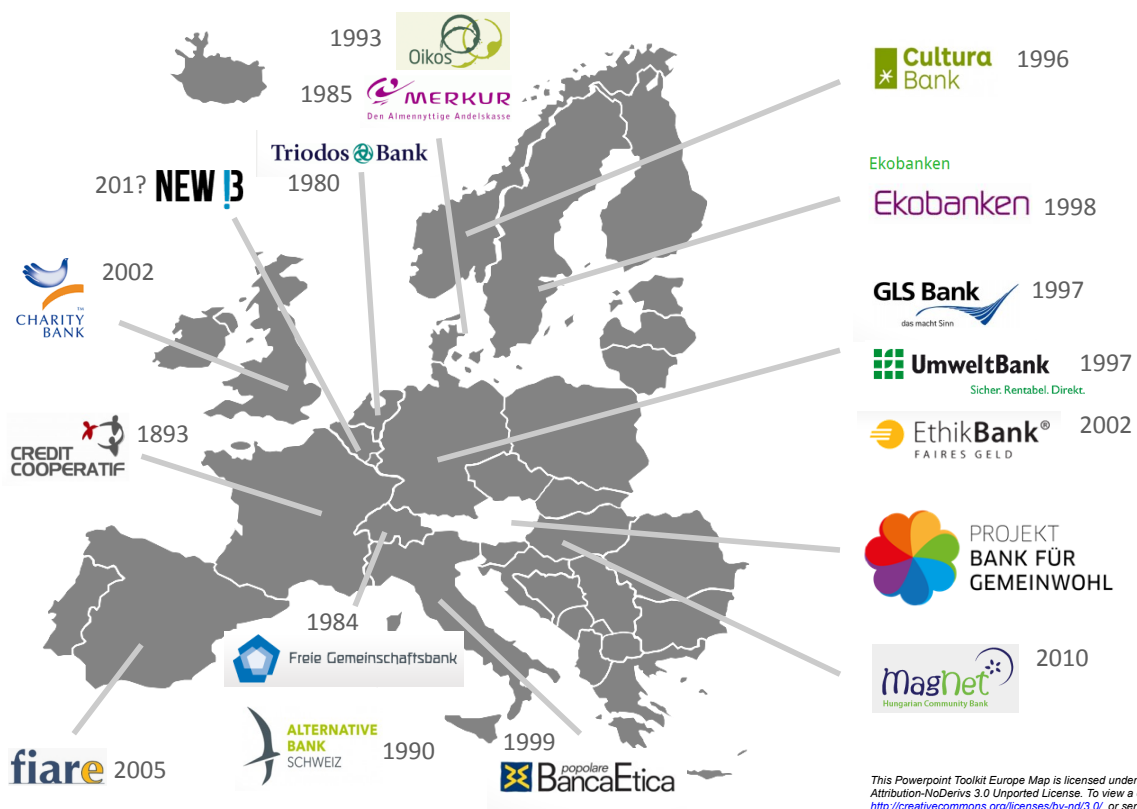 1993
Oikos
1985
MERKUR
Den Almennyttige Andelskasse
Triodos Bank
1980
201?
NEW B
2002
CHARITY
BANK
™
CREDIT
COOPERATIF
1893
1984
Freie Gemeinschaftsbank
ALTERNATIVE
BANK
SCHWEIZ
1990
1999
popolare
BancaEtica
fiare
2005
Cultura
Bank
1996
Ekobanken
Ekobanken
1998
GLS Bank
das macht Sinn
1997
UmweltBank
Sicher. Rentabel. Direkt.
1997
EthikBank®
FAIRES GELD
2002
PROJEKT
BANK FÜR
GEMEINWOHL
MagNet
Hungarian Community Bank
2010
This Powerpoint Toolkit Europe Map is licensed under
Attribution-NoDerivs 3.0 Unported License. To view a
http://creativecommons.org/licenses/by-nd/3.0/ or ser